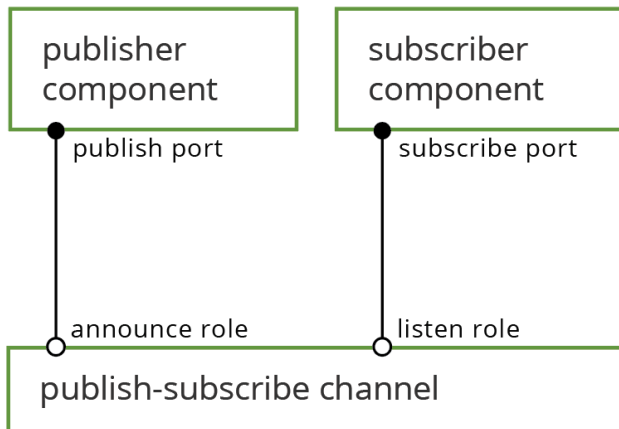 publisher
component
subscriber
component
publish port
subscribe port
announce role
listen role
publish-subscribe channel